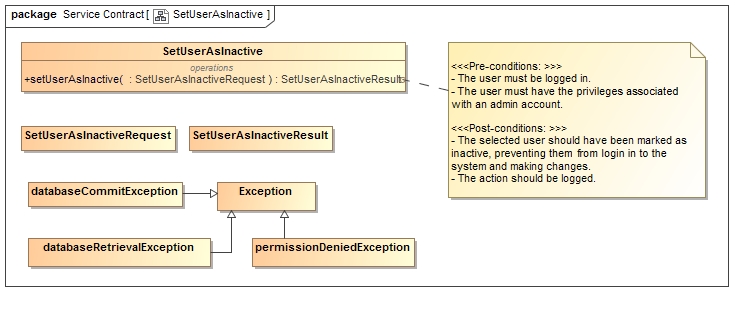 package Service Contract [ SetUserAsInactive ]
SetUserAsInactive
operations
+setUserAsInactive( : SetUserAsInactiveRequest ) : SetUserAsInactiveResult
<<<Pre-conditions: >>>
- The user must be logged in.
- The user must have the privileges associated
with an admin account.
<<<Post-conditions: >>>
- The selected user should have been marked as
inactive, preventing them from login in to the
system and making changes.
- The action should be logged.
SetUserAsInactiveRequest
SetUserAsInactiveResult
databaseCommitException
Exception
databaseRetrievalException
permissionDeniedException